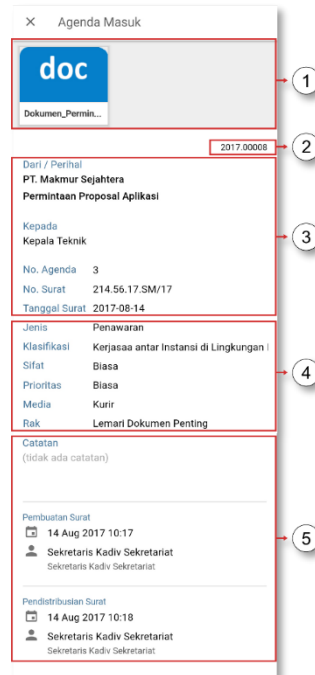 × Agenda Masuk
doc
Dokumen_Permin...
1
2017.00008
2
Dari / Perihal
PT. Makmur Sejahtera
Permintaan Proposal Aplikasi
Kepada
Kepala Teknik
3
No. Agenda 3
No. Surat 214.56.17.SM/17
Tanggal Surat 2017-08-14
Jenis Penawaran
Klasifikasi Kerjasaa antar Instansi di Lingkungan
Sifat Biasa
4
Prioritas Biasa
Media Kurir
Rak Lemari Dokumen Penting
Catatan
(tidak ada catatan)
Pembuatan Surat
14 Aug 2017 10:17
5
Sekretaris Kadiv Sekretariat
Sekretaris Kadiv Sekretariat
Pendistribusian Surat
14 Aug 2017 10:18
Sekretaris Kadiv Sekretariat
Sekretaris Kadiv Sekretariat